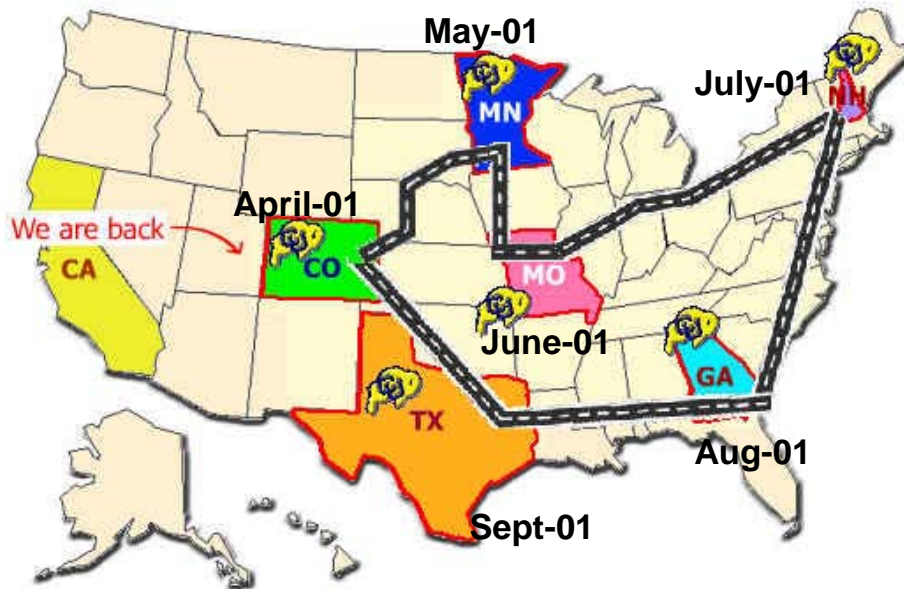 May-01
July-01
MN
NH
April-01
We are back
CA
CO
MO
June-01
GA
TX
Aug-01
Sept-01